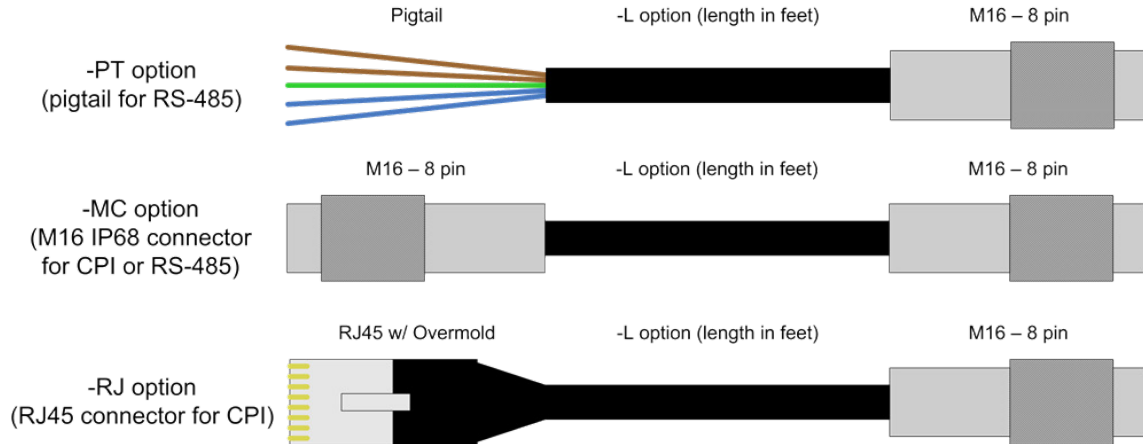 Pigtail
-L option (length in feet)
M16 – 8 pin
-PT option
(pigtail for RS-485)
M16 – 8 pin
-L option (length in feet)
M16 – 8 pin
-MC option
(M16 IP68 connector
for CPI or RS-485)
RJ45 w/ Overmold
-L option (length in feet)
M16 – 8 pin
-RJ option
(RJ45 connector for CPI)